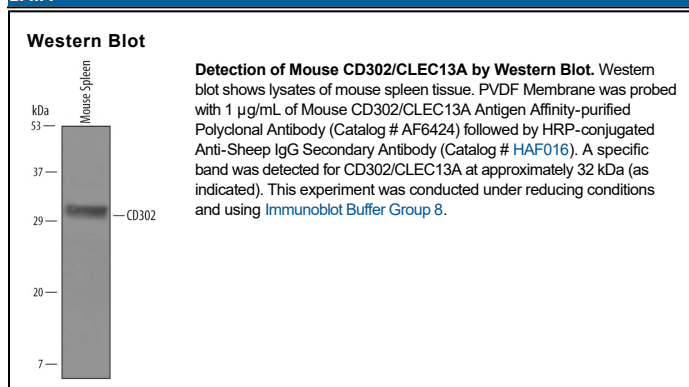 Western Blot
Mouse Spleen
kDa
53
37
29
CD302
20
7
Detection of Mouse CD302/CLEC13A by Western Blot. Western
blot shows lysates of mouse spleen tissue. PVDF Membrane was probed
with 1 µg/mL of Mouse CD302/CLEC13A Antigen Affinity-purified
Polyclonal Antibody (Catalog # AF6424) followed by HRP-conjugated
Anti-Sheep IgG Secondary Antibody (Catalog # HAF016). A specific
band was detected for CD302/CLEC13A at approximately 32 kDa (as
indicated). This experiment was conducted under reducing conditions
and using Immunoblot Buffer Group 8.